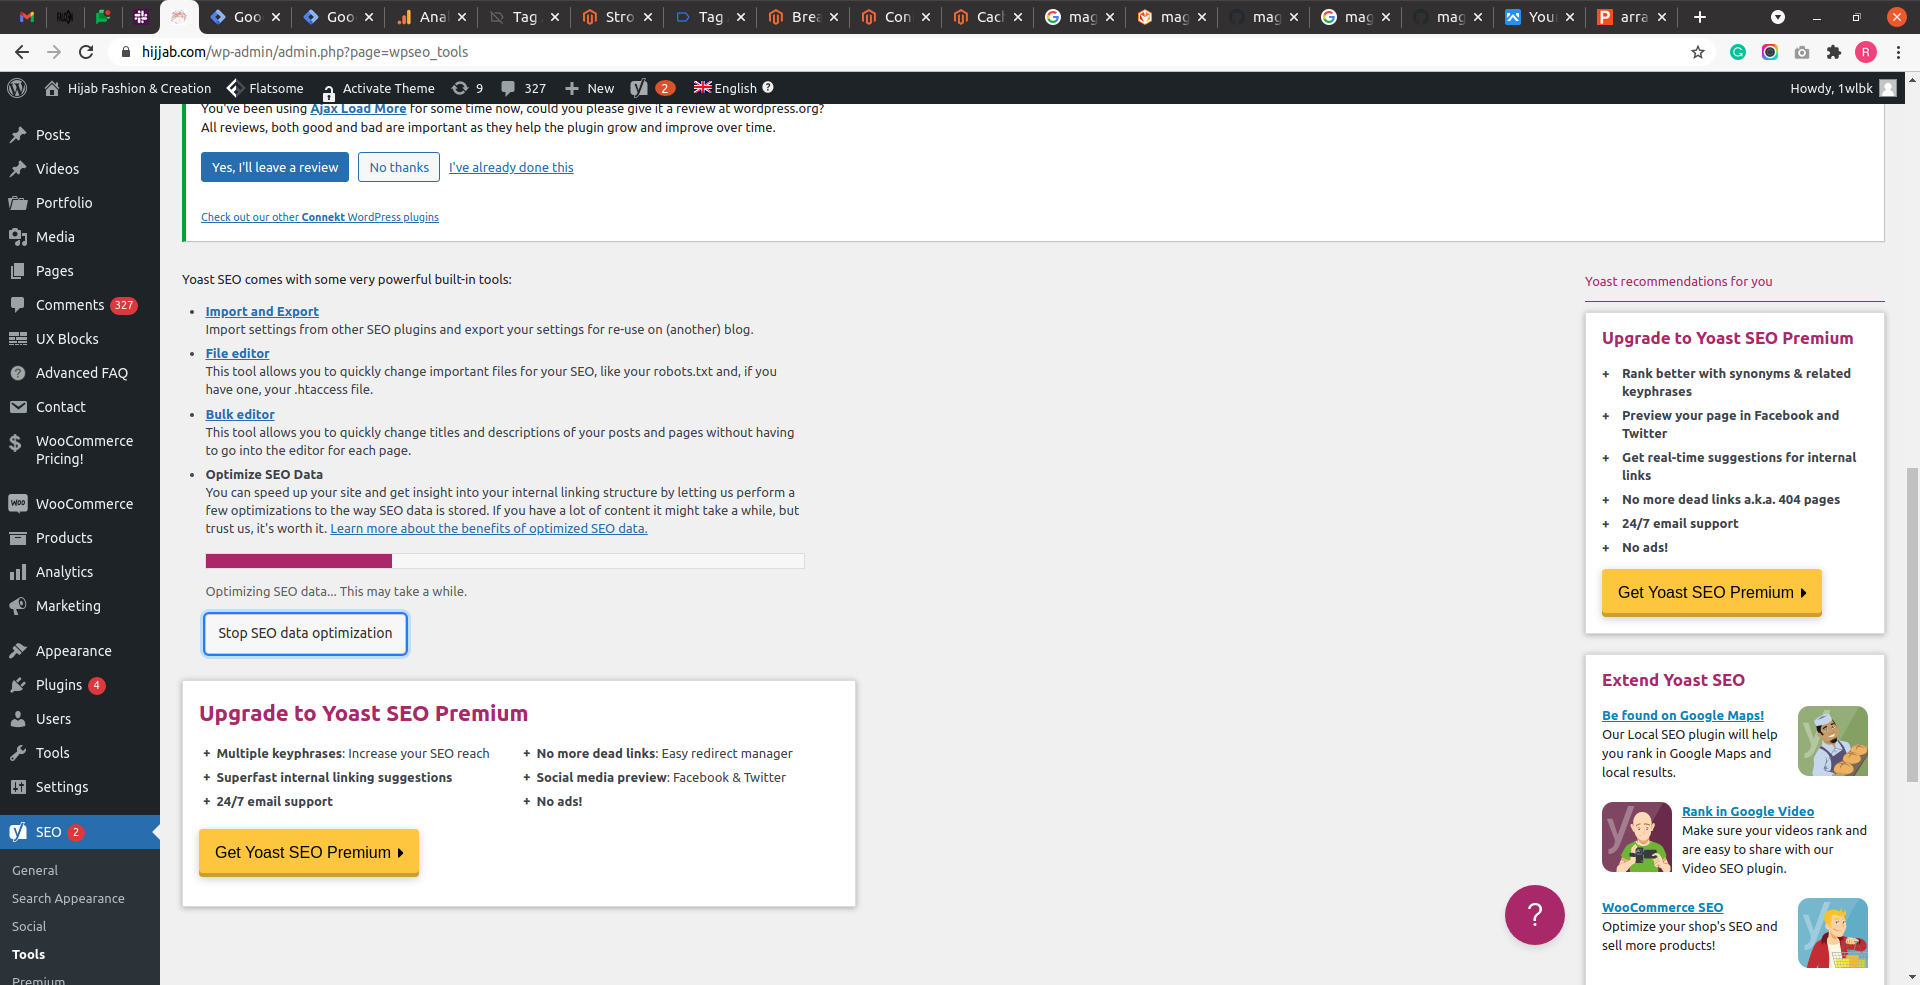 Goo
Goo
Ana
Tag
Stro
Tag
Brea
Con
Cach
mag
mag
mag
mag
mag
Your
arra
hijjab.com/wp-admin/admin.php?page=wpseo_tools
R
Hijab Fashion & Creation
Flatsome
Activate Theme
9
327
New
2
English
Howdy, 1wlbk
Posts
Videos
Portfolio
Media
Pages
Comments 327
UX Blocks
Advanced FAQ
Contact
WooCommerce
Pricing!
WooCommerce
Products
Analytics
Marketing
Appearance
Plugins 4
Users
Tools
Settings
SEO 2
General
Search Appearance
Social
Tools
Premium
You've been using Ajax Load More for some time now, could you please give it a review at wordpress.org?
All reviews, both good and bad are important as they help the plugin grow and improve over time.
Yes, I'll leave a review
No thanks
I've already done this
Check out our other Connekt WordPress plugins
Yoast SEO comes with some very powerful built-in tools:
• Import and Export
Import settings from other SEO plugins and export your settings for re-use on (another) blog.
• File editor
This tool allows you to quickly change important files for your SEO, like your robots.txt and, if you
have one, your .htaccess file.
• Bulk editor
This tool allows you to quickly change titles and descriptions of your posts and pages without having
to go into the editor for each page.
• Optimize SEO Data
You can speed up your site and get insight into your internal linking structure by letting us perform a
few optimizations to the way SEO data is stored. If you have a lot of content it might take a while, but
trust us, it's worth it. Learn more about the benefits of optimized SEO data.
Optimizing SEO data... This may take a while.
Stop SEO data optimization
Upgrade to Yoast SEO Premium
+ Multiple keyphrases: Increase your SEO reach
+ Superfast internal linking suggestions
+ 24/7 email support
+ No more dead links: Easy redirect manager
+ Social media preview: Facebook & Twitter
+ No ads!
Get Yoast SEO Premium
Yoast recommendations for you
Upgrade to Yoast SEO Premium
+ Rank better with synonyms & related
keyphrases
+ Preview your page in Facebook and
Twitter
+ Get real-time suggestions for internal
links
+ No more dead links a.k.a. 404 pages
+ 24/7 email support
+ No ads!
Get Yoast SEO Premium
Extend Yoast SEO
Be found on Google Maps!
Our Local SEO plugin will help
you rank in Google Maps and
local results.
Rank in Google Video
Make sure your videos rank and
are easy to share with our
Video SEO plugin.
WooCommerce SEO
Optimize your shop's SEO and
sell more products!
?